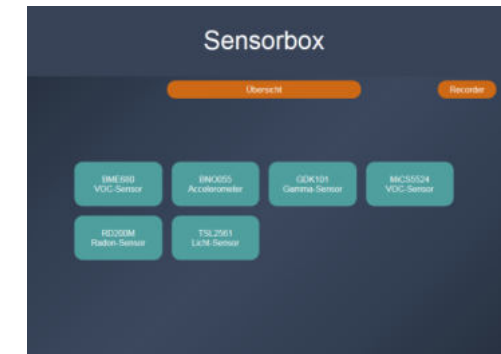 Sensorbox
Übersicht
Recorder
BME680
VOC-Sensor
BNO055
Accelerometer
GDK101
Gamma-Sensor
MiCS5524
VOC-Sensor
RD200M
Radon-Sensor
TSL2561
Licht-Sensor